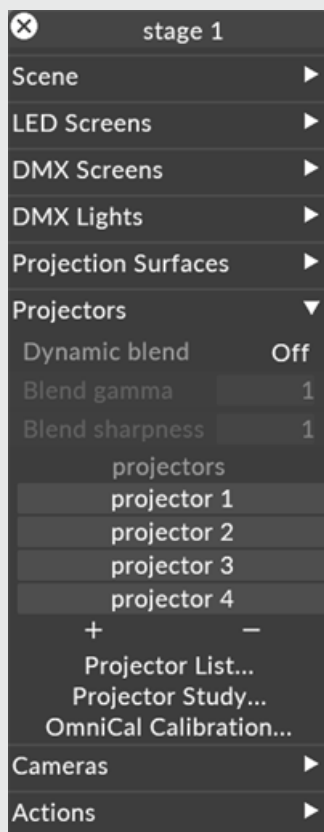 stage 1
Scene
LED Screens
DMX Screens
DMX Lights
Projection Surfaces
Projectors
Dynamic blend Off
Blend gamma 1
Blend sharpness 1
projectors
projector 1
projector 2
projector 3
projector 4
+ −
Projector List...
Projector Study...
OmniCal Calibration...
Cameras
Actions